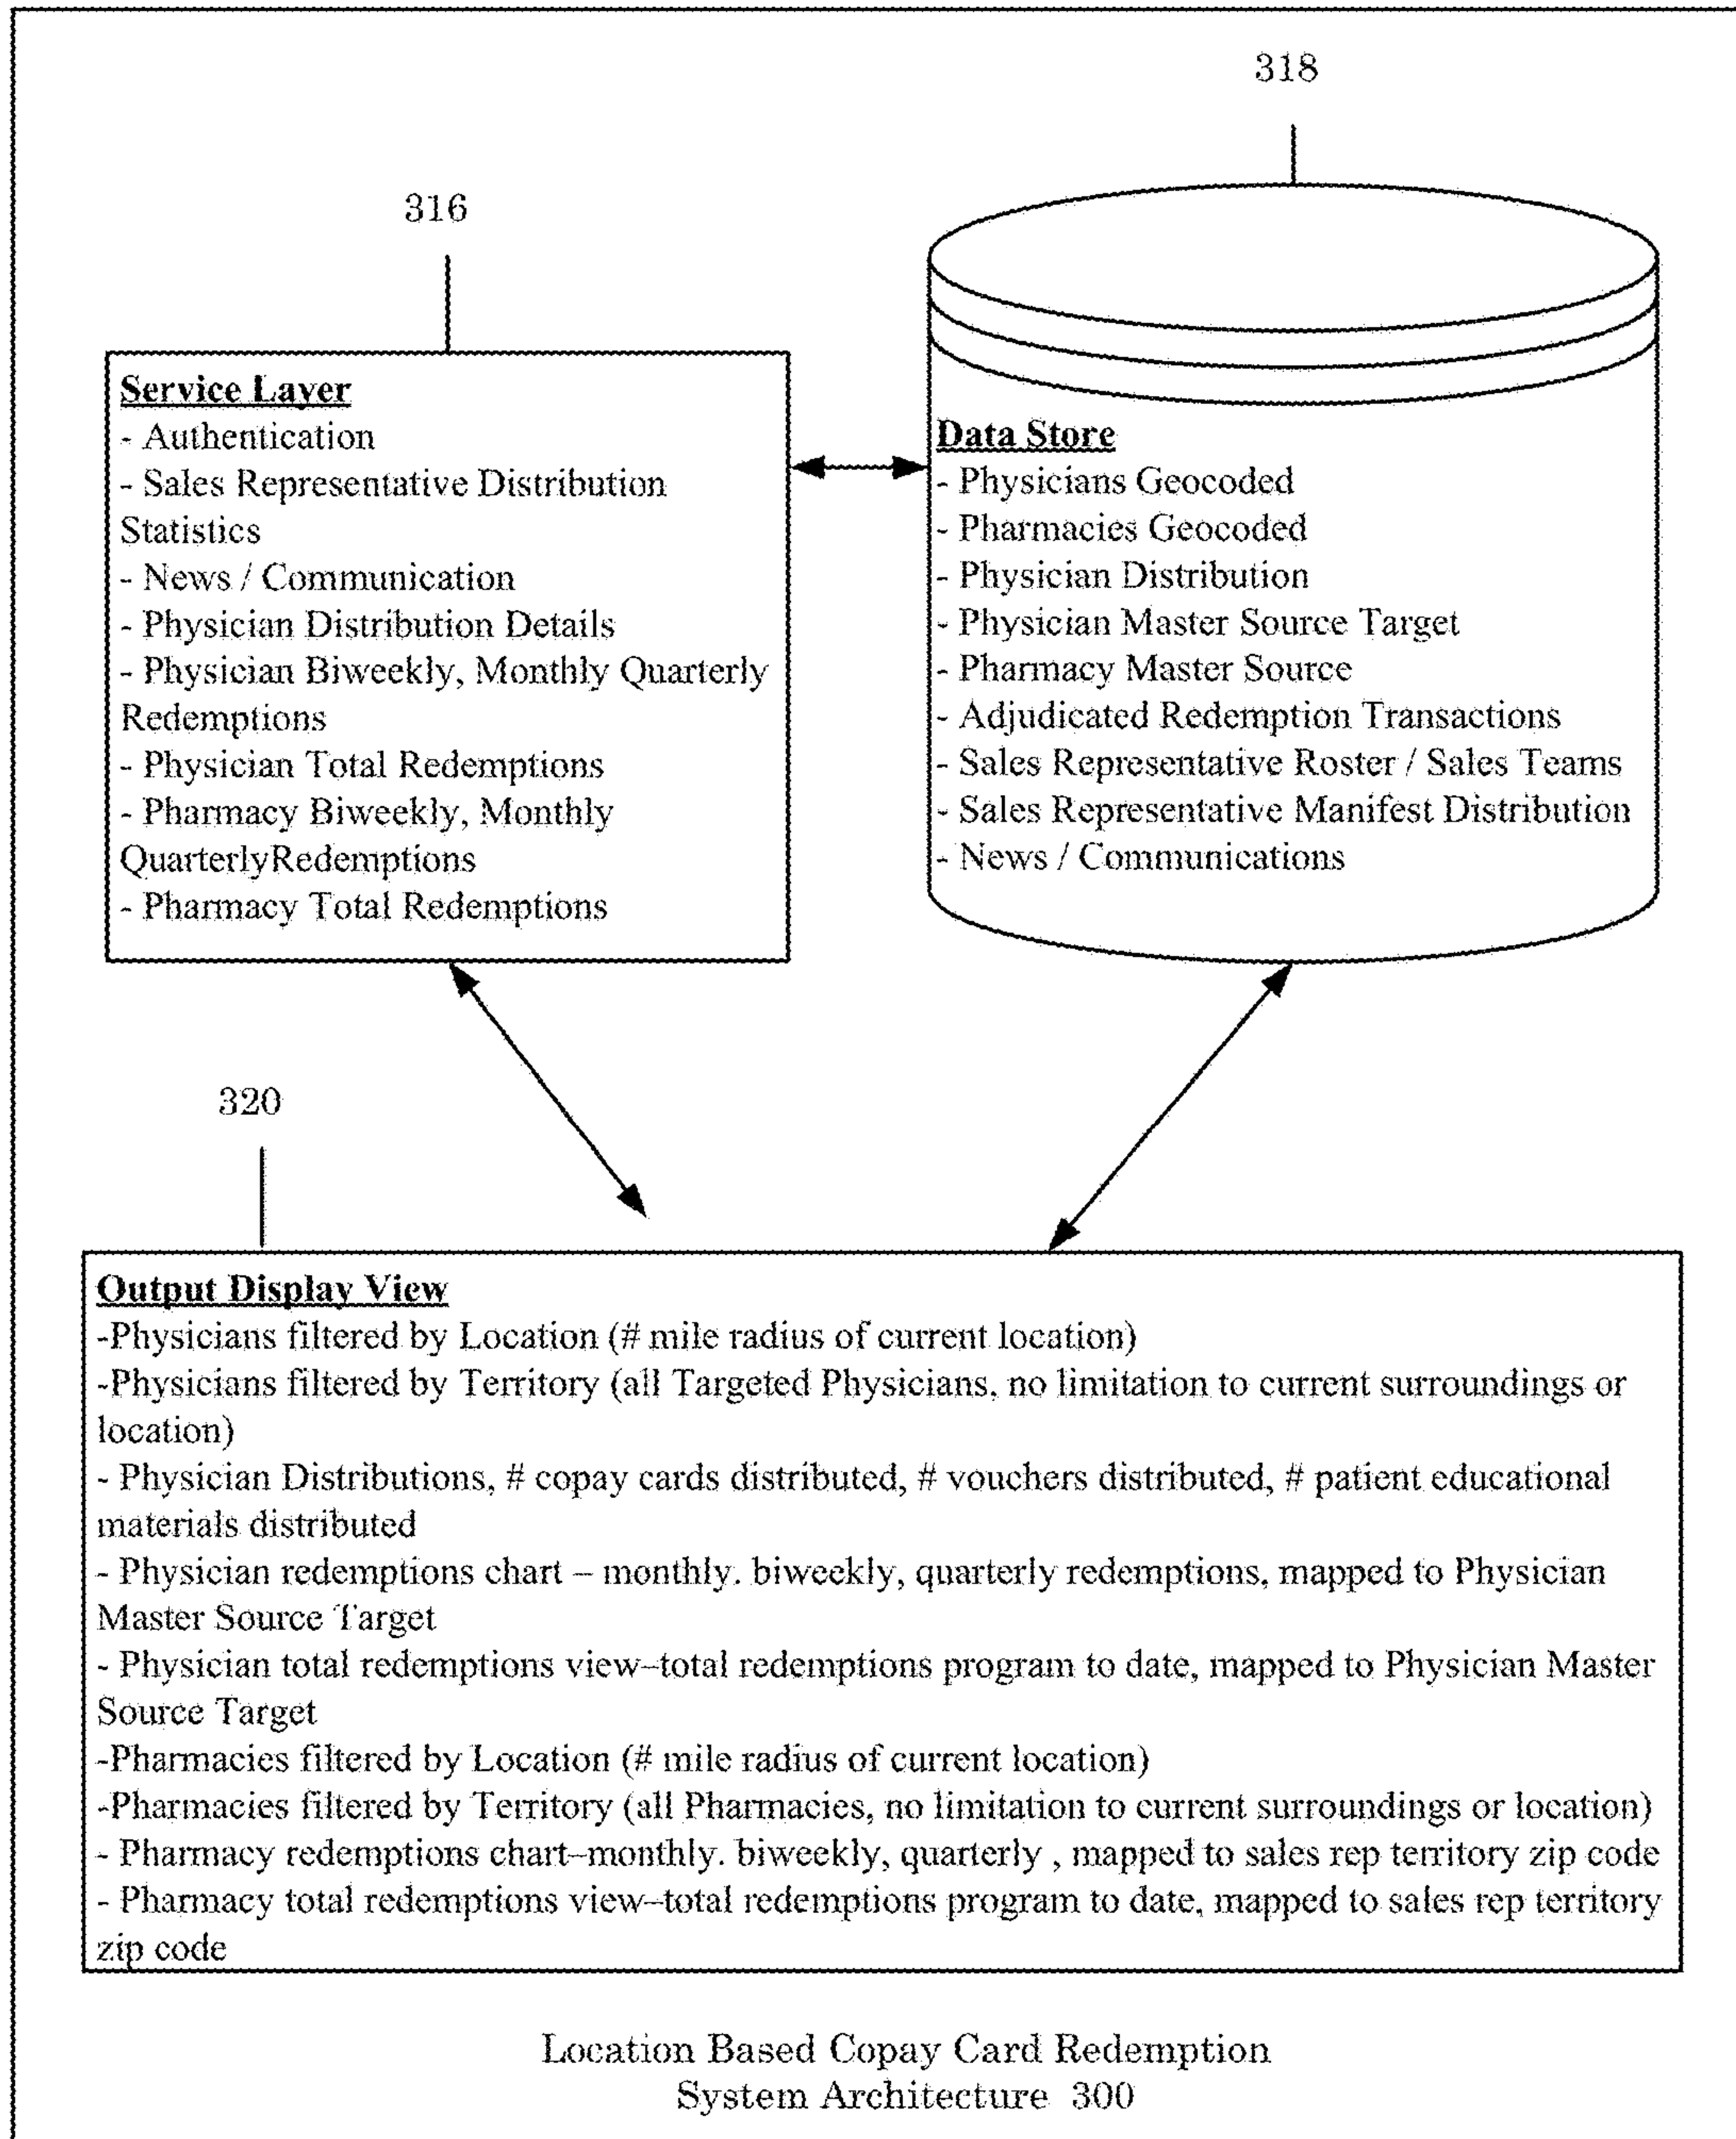 318
316
Service Layer
- Authentication
- Sales Representative Distribution
Statistics
- News / Communication
- Physician Distribution Details
- Physician Biweekly, Monthly Quarterly
Redemptions
- Physician Total Redemptions
- Pharmacy Biweekly, Monthly
QuarterlyRedemptions
- Pharmacy Total Redemptions
Data Store
- Physicians Geocoded
- Pharmacies Geocoded
- Physician Distribution
- Physician Master Source Target
- Pharmacy Master Source
- Adjudicated Redemption Transactions
- Sales Representative Roster / Sales Teams
- Sales Representative Manifest Distribution
- News / Communications
320
Output Display View
-Physicians filtered by Location (# mile radius of current location)
-Physicians filtered by Territory (all Targeted Physicians, no limitation to current surroundings or
location)
- Physician Distributions, # copay cards distributed, # vouchers distributed, # patient educational
materials distributed
- Physician redemptions chart – monthly. biweekly, quarterly redemptions, mapped to Physician
Master Source Target
- Physician total redemptions view–total redemptions program to date, mapped to Physician Master
Source Target
-Pharmacies filtered by Location (# mile radius of current location)
-Pharmacies filtered by Territory (all Pharmacies, no limitation to current surroundings or location)
- Pharmacy redemptions chart–monthly. biweekly, quarterly , mapped to sales rep territory zip code
- Pharmacy total redemptions view–total redemptions program to date, mapped to sales rep territory
zip code
Location Based Copay Card Redemption
System Architecture 300